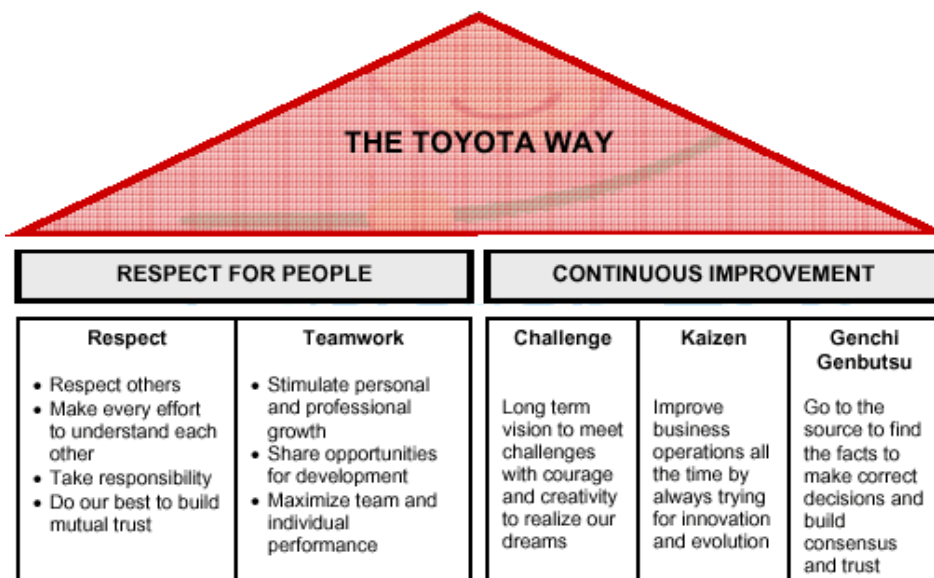 THE TOYOTA WAY
RESPECT FOR PEOPLE
CONTINUOUS IMPROVEMENT
Respect
• Respect others
• Make every effort
to understand each
other
• Take responsibility
• Do our best to build
mutual trust
Teamwork
• Stimulate personal
and professional
growth
• Share opportunities
for development
• Maximize team and
individual
performance
Challenge
Long term
vision to meet
challenges
with courage
and creativity
to realize our
dreams
Kaizen
Improve
business
operations all
the time by
always trying
for innovation
and evolution
Genchi
Genbutsu
Go to the
source to find
the facts to
make correct
decisions and
build
consensus
and trust